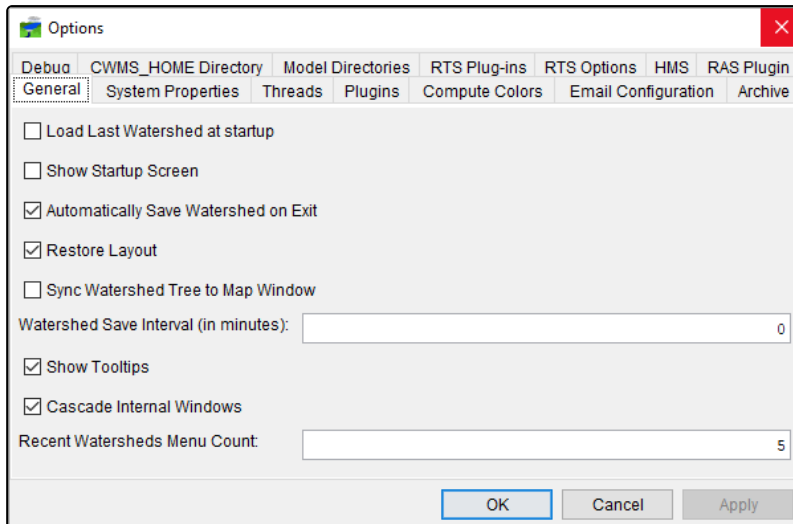 Options
Debug CWMS_HOME Directory Model Directories RTS Plug-ins RTS Options HMS RAS Plugin
General System Properties Threads Plugins Compute Colors Email Configuration Archive
Load Last Watershed at startup
Show Startup Screen
Automatically Save Watershed on Exit
Restore Layout
Sync Watershed Tree to Map Window
Watershed Save Interval (in minutes): 0
Show Tooltips
Cascade Internal Windows
Recent Watersheds Menu Count: 5
OK Cancel Apply